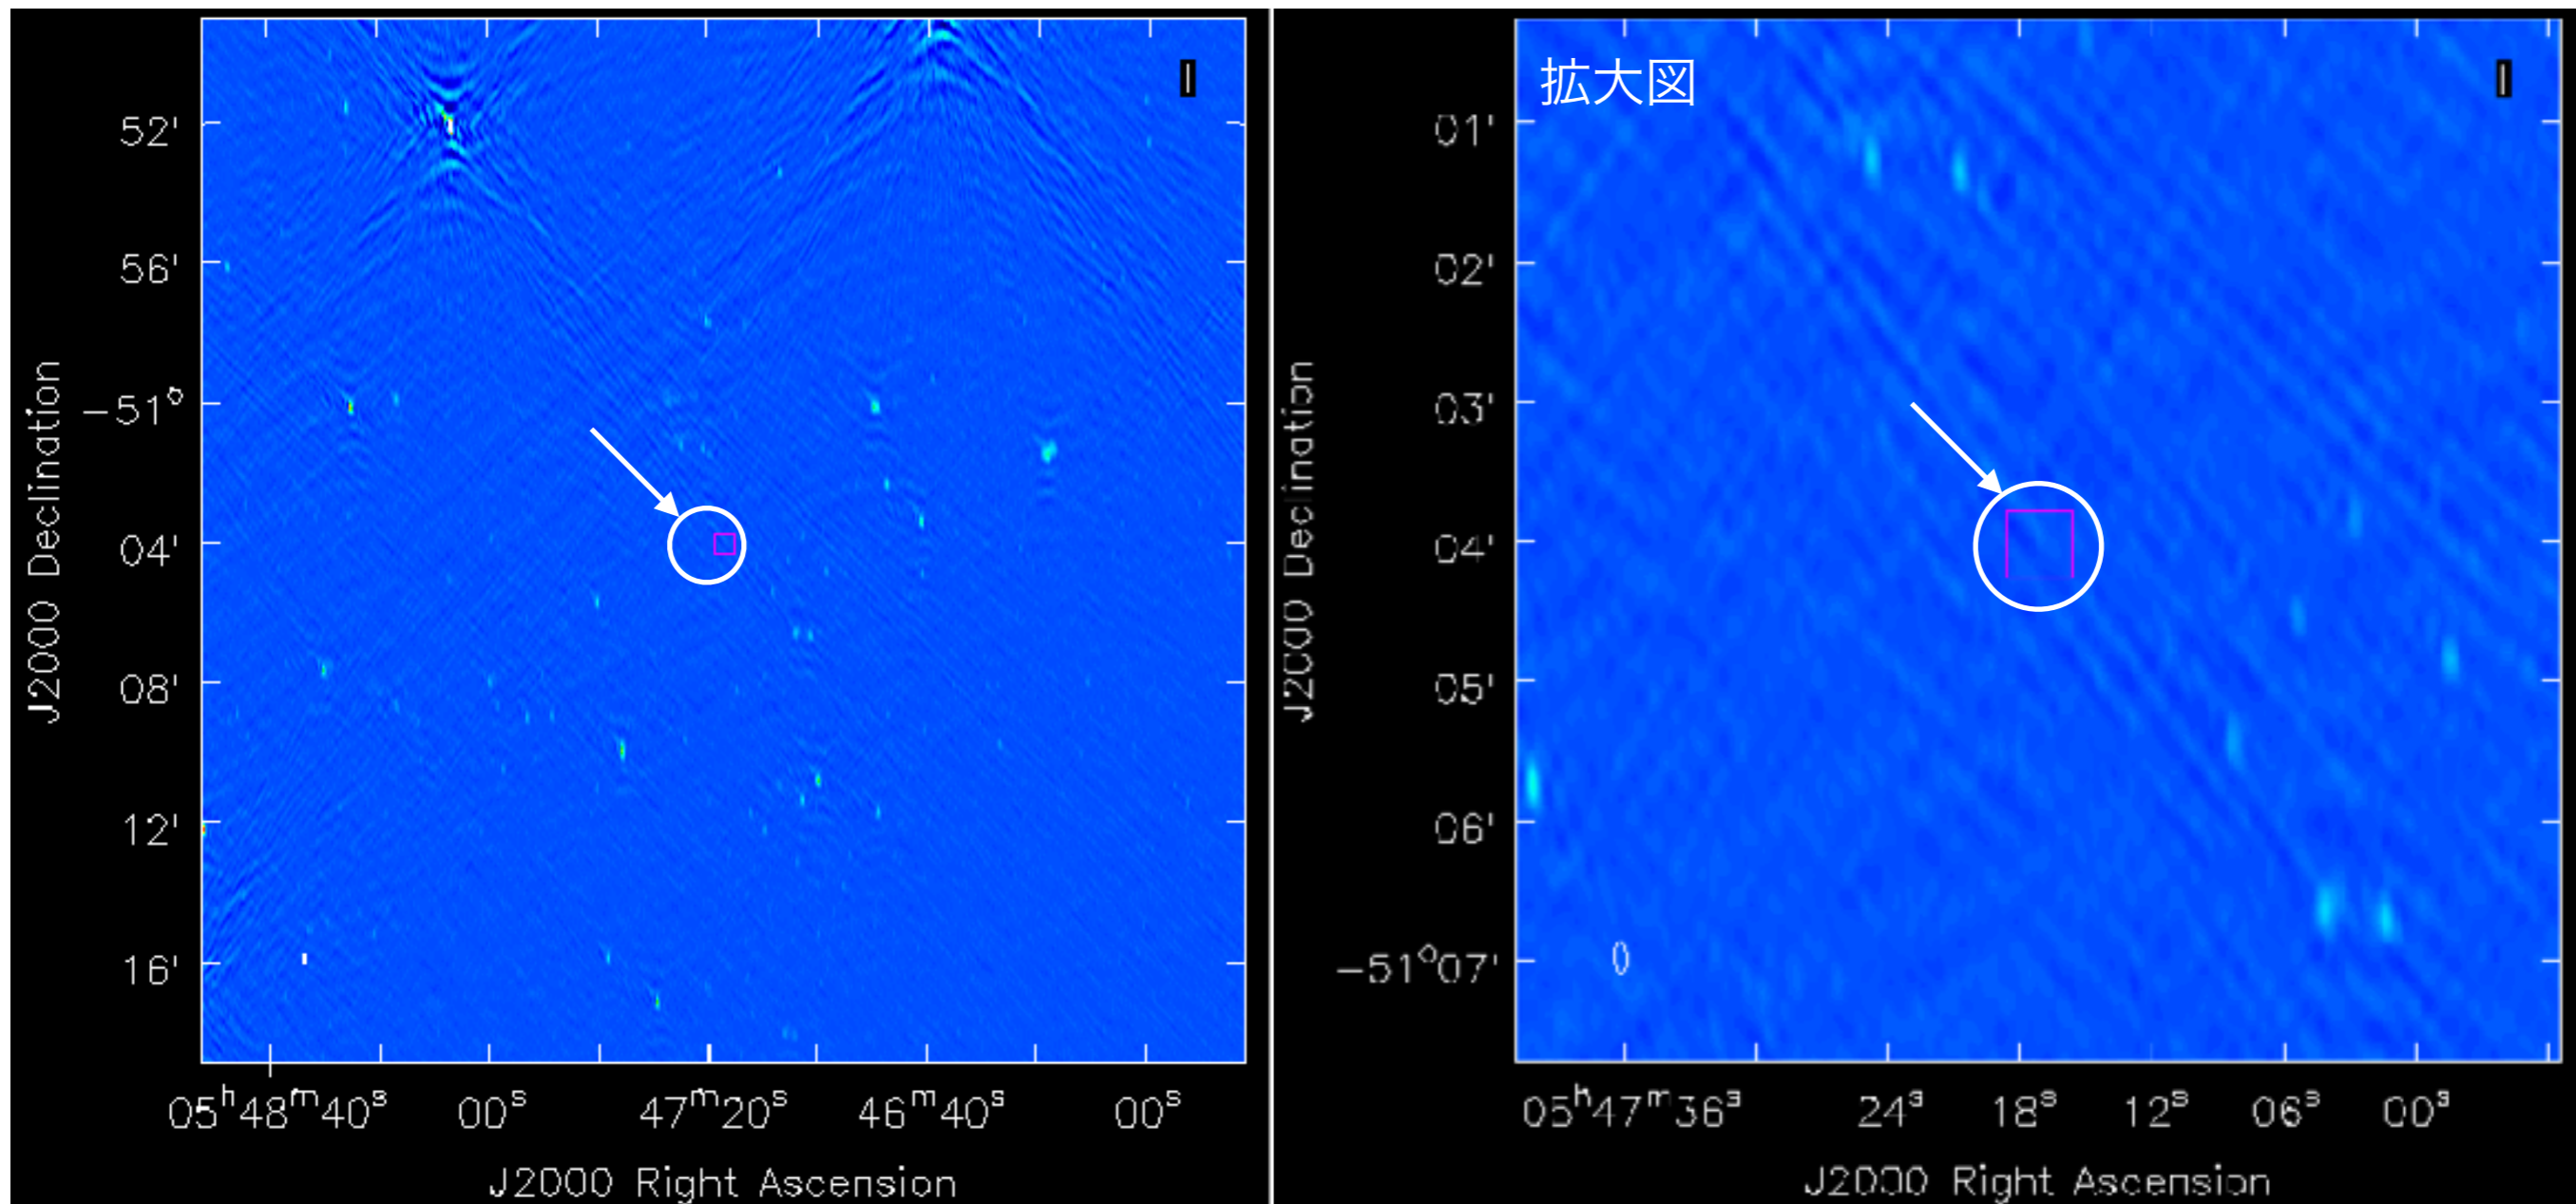 52'
56'
-51°
04'
08'
12'
16'
J2000 Declination
05ʰ48ᵐ40ˢ 00ˢ 47ᵐ20ˢ 46ᵐ40ˢ 00ˢ
J2000 Right Ascension
拡大図
01'
02'
03'
04'
05'
06'
-51°07'
J2000 Declination
05ʰ47ᵐ36ˢ 24ˢ 18ˢ 12ˢ 06ˢ 00ˢ
J2000 Right Ascension